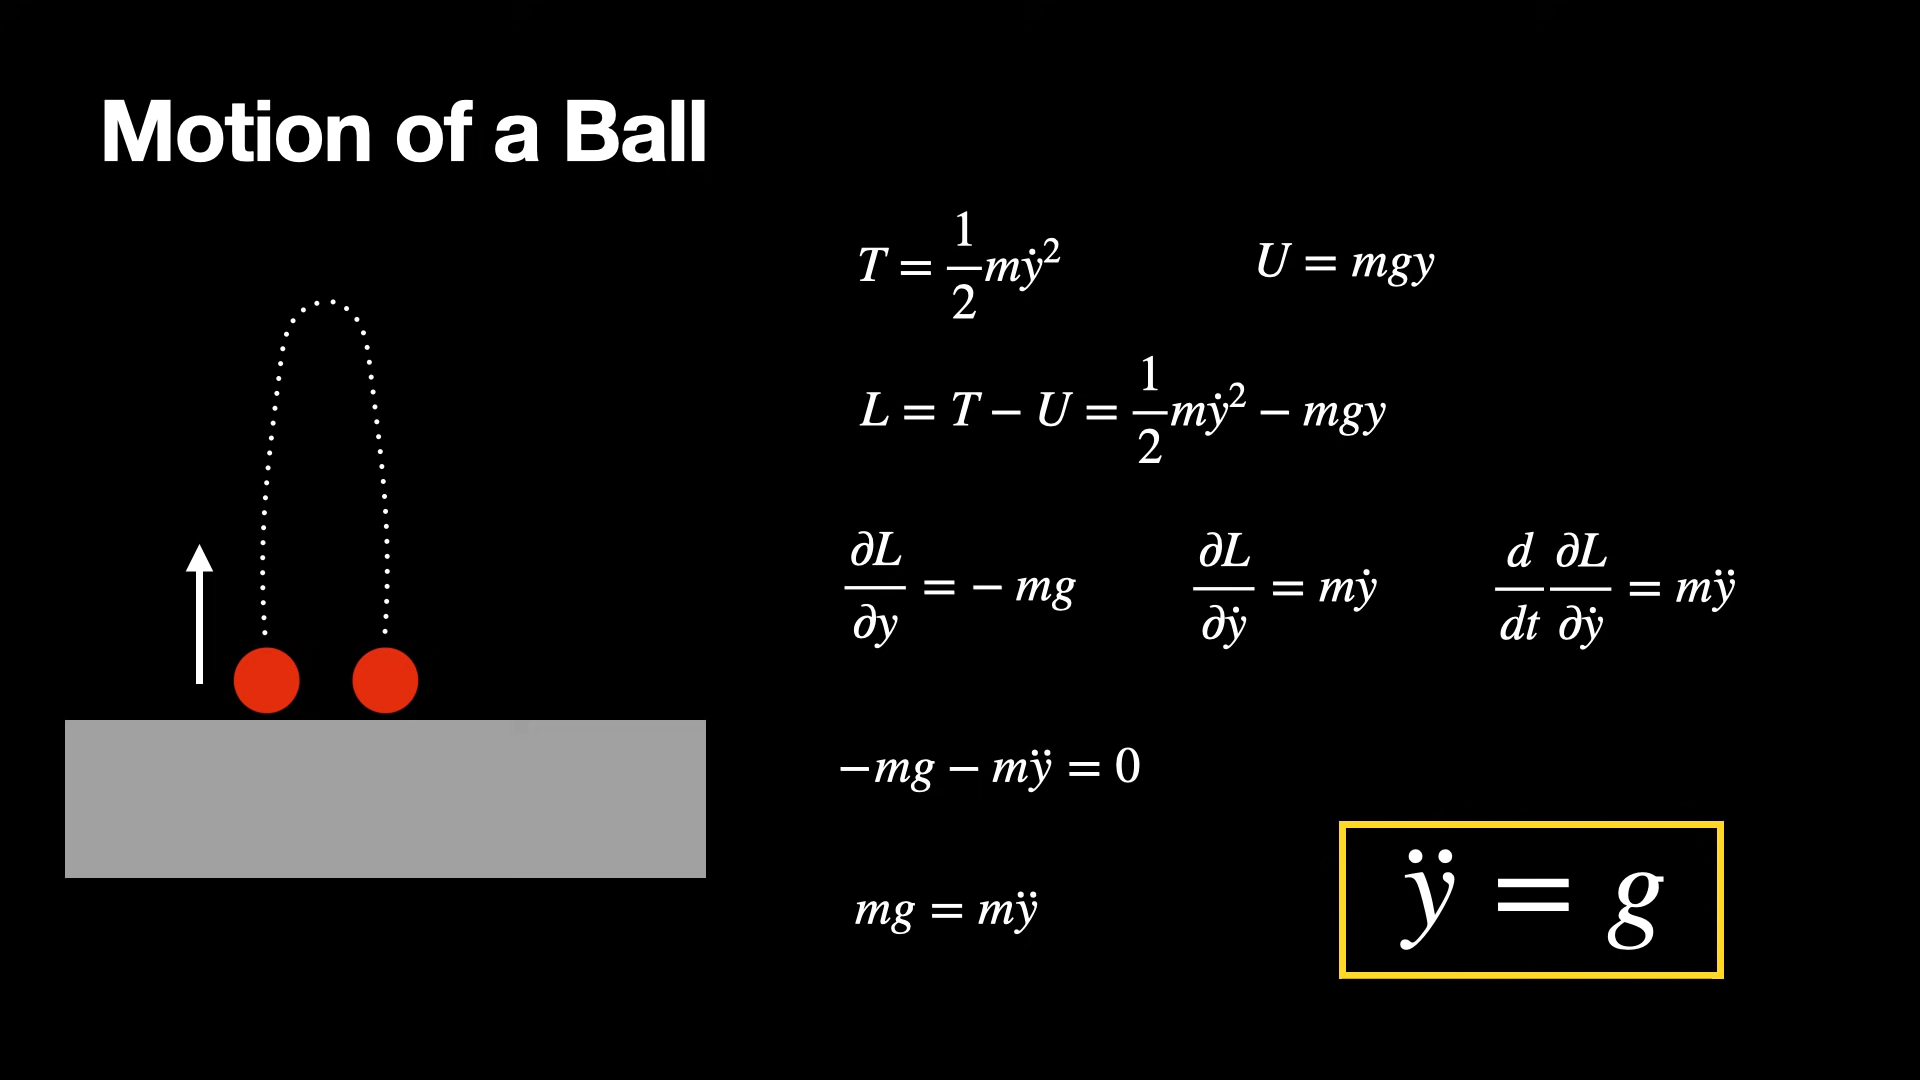 Motion of a Ball
T = 1/2 mẏ² U = mgy
L = T − U = 1/2 mẏ² − mgy
∂L/∂y = − mg ∂L/∂ẏ = mẏ d/dt ∂L/∂ẏ = mÿ
−mg − mÿ = 0
mg = mÿ
ÿ = g